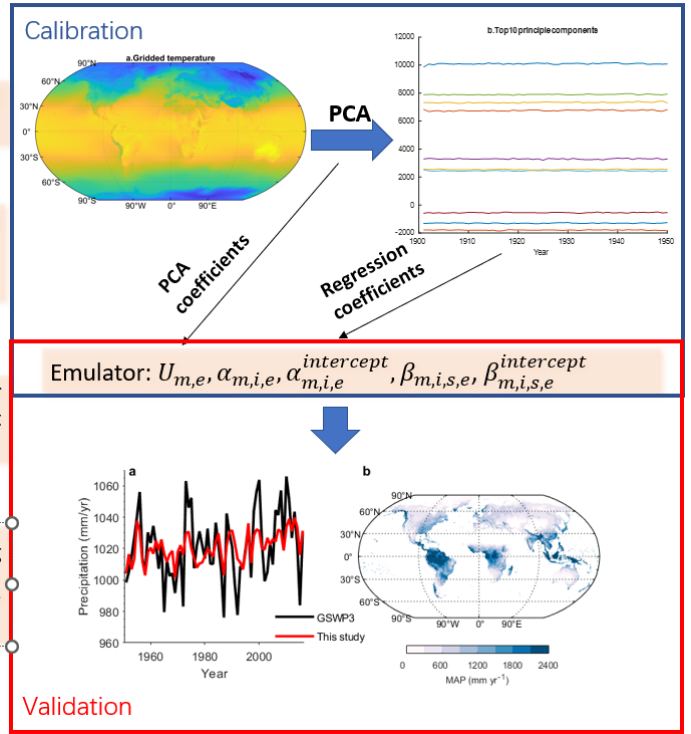 Calibration
a.Gridded temperature
90°N
60°N
30°N
0°
30°S
60°S
90°S
90°W 0° 90°E
PCA
b.Top10 principle components
12000
10000
8000
6000
4000
2000
0
-2000
1900 1910 1920 1930 1940 1950
Year
PCA
coefficients
Regression
coefficients
Emulator: U_{m,e}, α_{m,i,e}, α_{m,i,e}^{intercept}, β_{m,i,s,e}, β_{m,i,s,e}^{intercept}
a
Precipitation (mm/yr)
1060
1040
1020
1000
980
960
1960 1980 2000
Year
GSWP3
This study
b
90°N
60°N
30°N
0°
30°S
60°S
90°S
90°W 0° 90°E
0 600 1200 1800 2400
MAP (mm yr⁻¹)
Validation